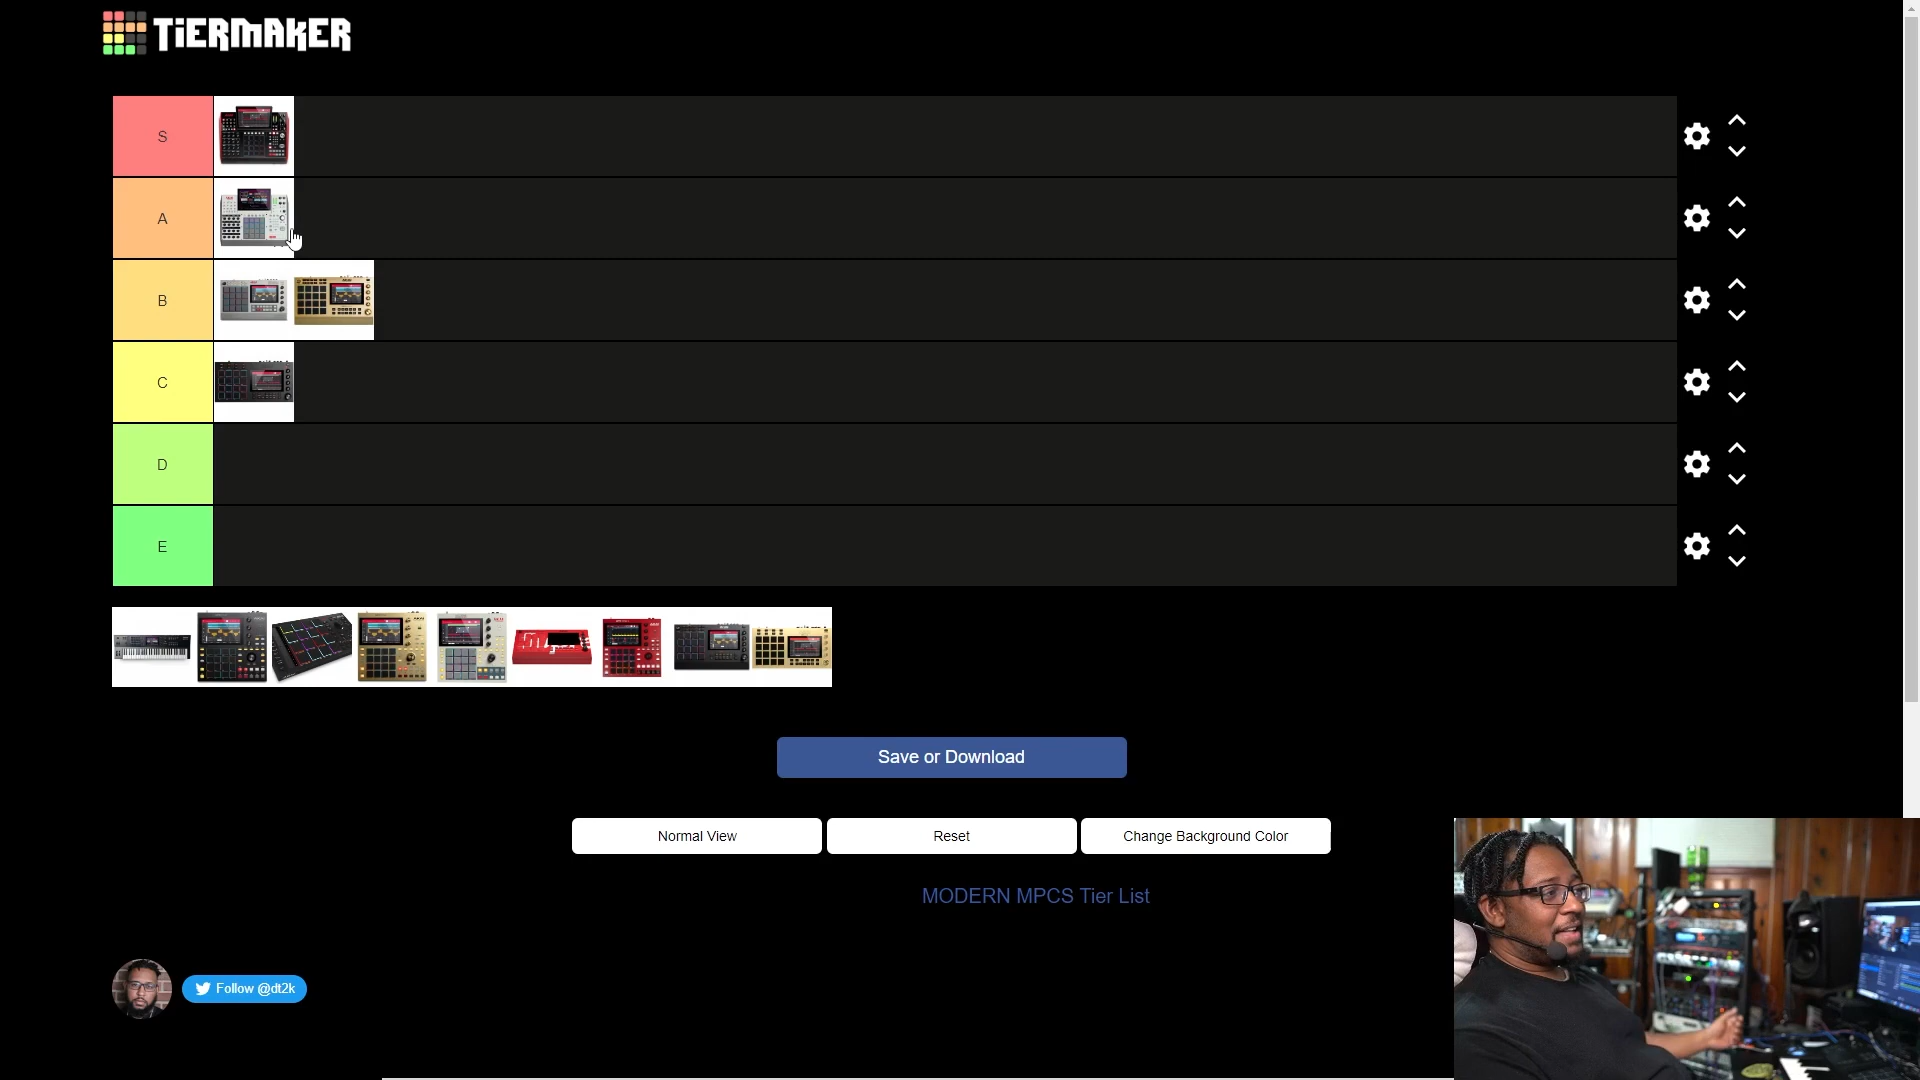 TiERMAKER
S
A
B
C
D
E
Save or Download
Normal View
Reset
Change Background Color
MODERN MPCS Tier List
Follow @dt2k